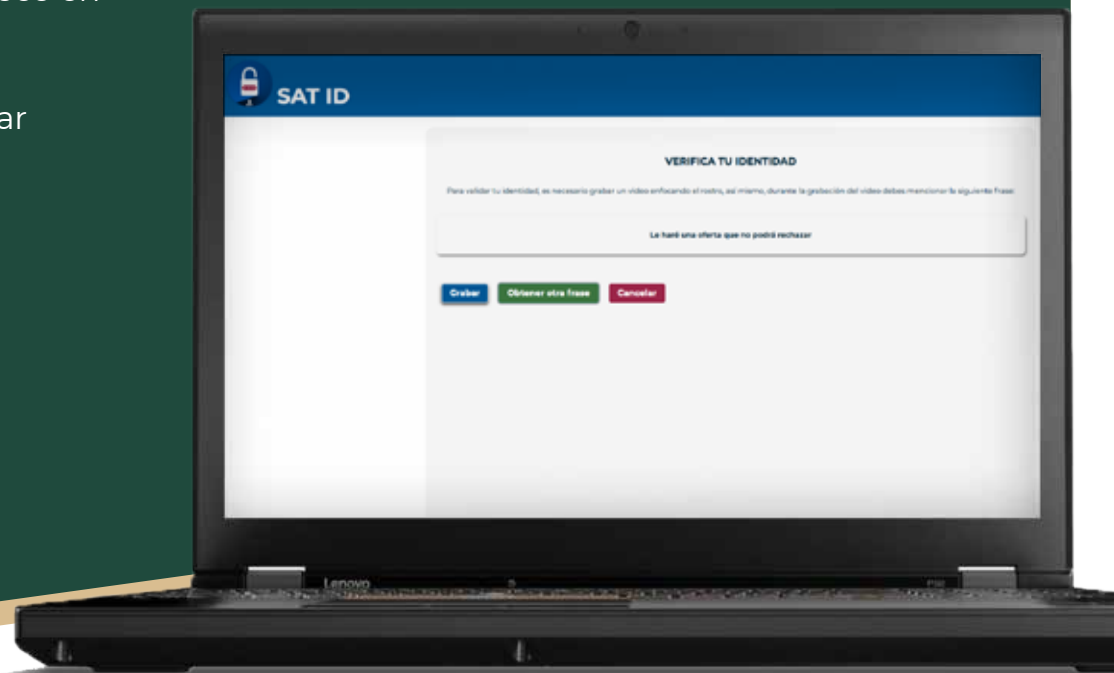 ar
SAT ID
VERIFICA TU IDENTIDAD
Para validar tu identidad, es necesario grabar un video enfocando el rostro, así mismo, durante la grabación del video debes mencionar la siguiente frase:
Le haré una oferta que no podrá rechazar
Grabar Obtener otra frase Cancelar
Lenovo